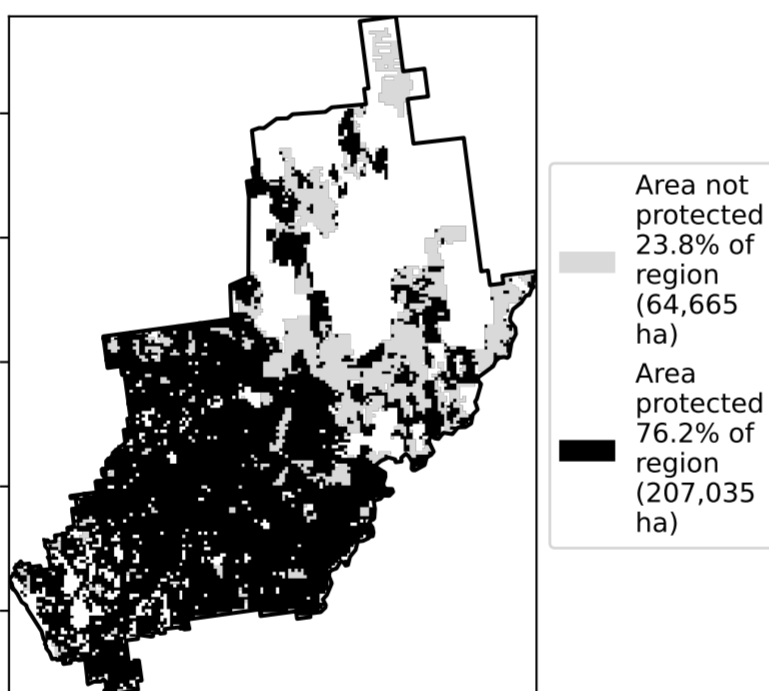 Area not
protected
23.8% of
region
(64,665
ha)
Area
protected
76.2% of
region
(207,035
ha)